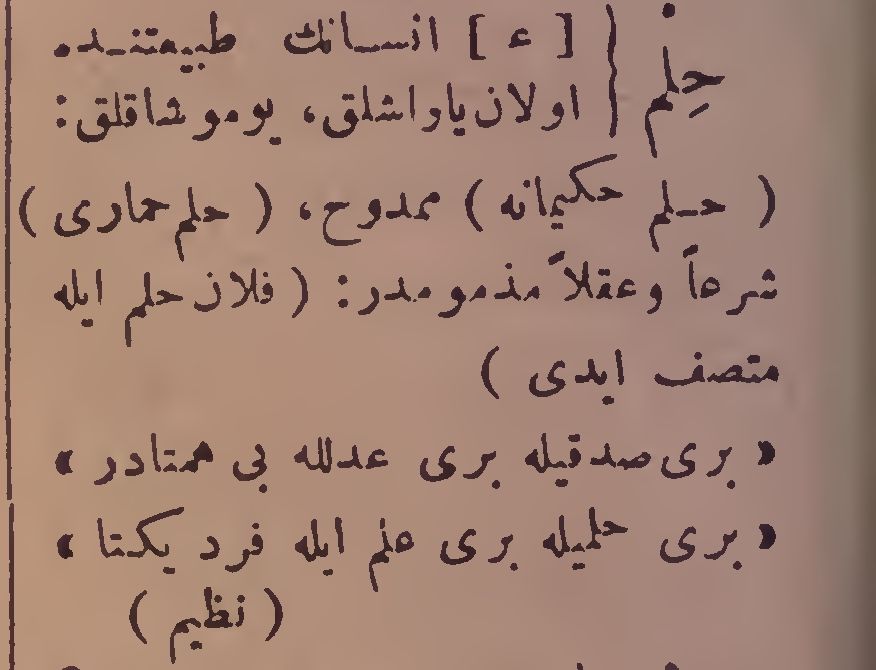 حِلم { [ ء ] انسانك طبيعتنده
اولان ياواشلق، يوموشاقلق:
( حلم حكيمانه ) ممدوح، ( حلم حمارى )
شرعاً وعقلاً مذمومدر: ( فلان حلم ايله
متصف ايدى )
« برى صدقيله برى عدلله بى همتادر »
« برى حلميله برى علم ايله فرد يكتا »
( نظيم )